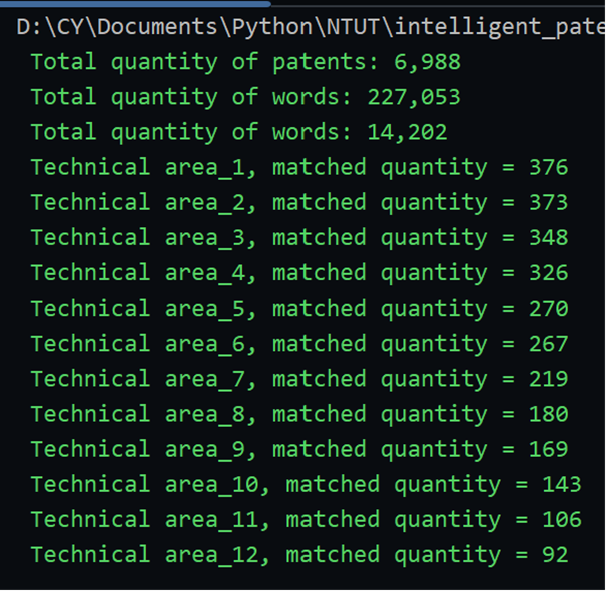 D:\CY\Documents\Python\NTUT\intelligent_pate
Total quantity of patents: 6,988
Total quantity of words: 227,053
Total quantity of words: 14,202
Technical area_1, matched quantity = 376
Technical area_2, matched quantity = 373
Technical area_3, matched quantity = 348
Technical area_4, matched quantity = 326
Technical area_5, matched quantity = 270
Technical area_6, matched quantity = 267
Technical area_7, matched quantity = 219
Technical area_8, matched quantity = 180
Technical area_9, matched quantity = 169
Technical area_10, matched quantity = 143
Technical area_11, matched quantity = 106
Technical area_12, matched quantity = 92